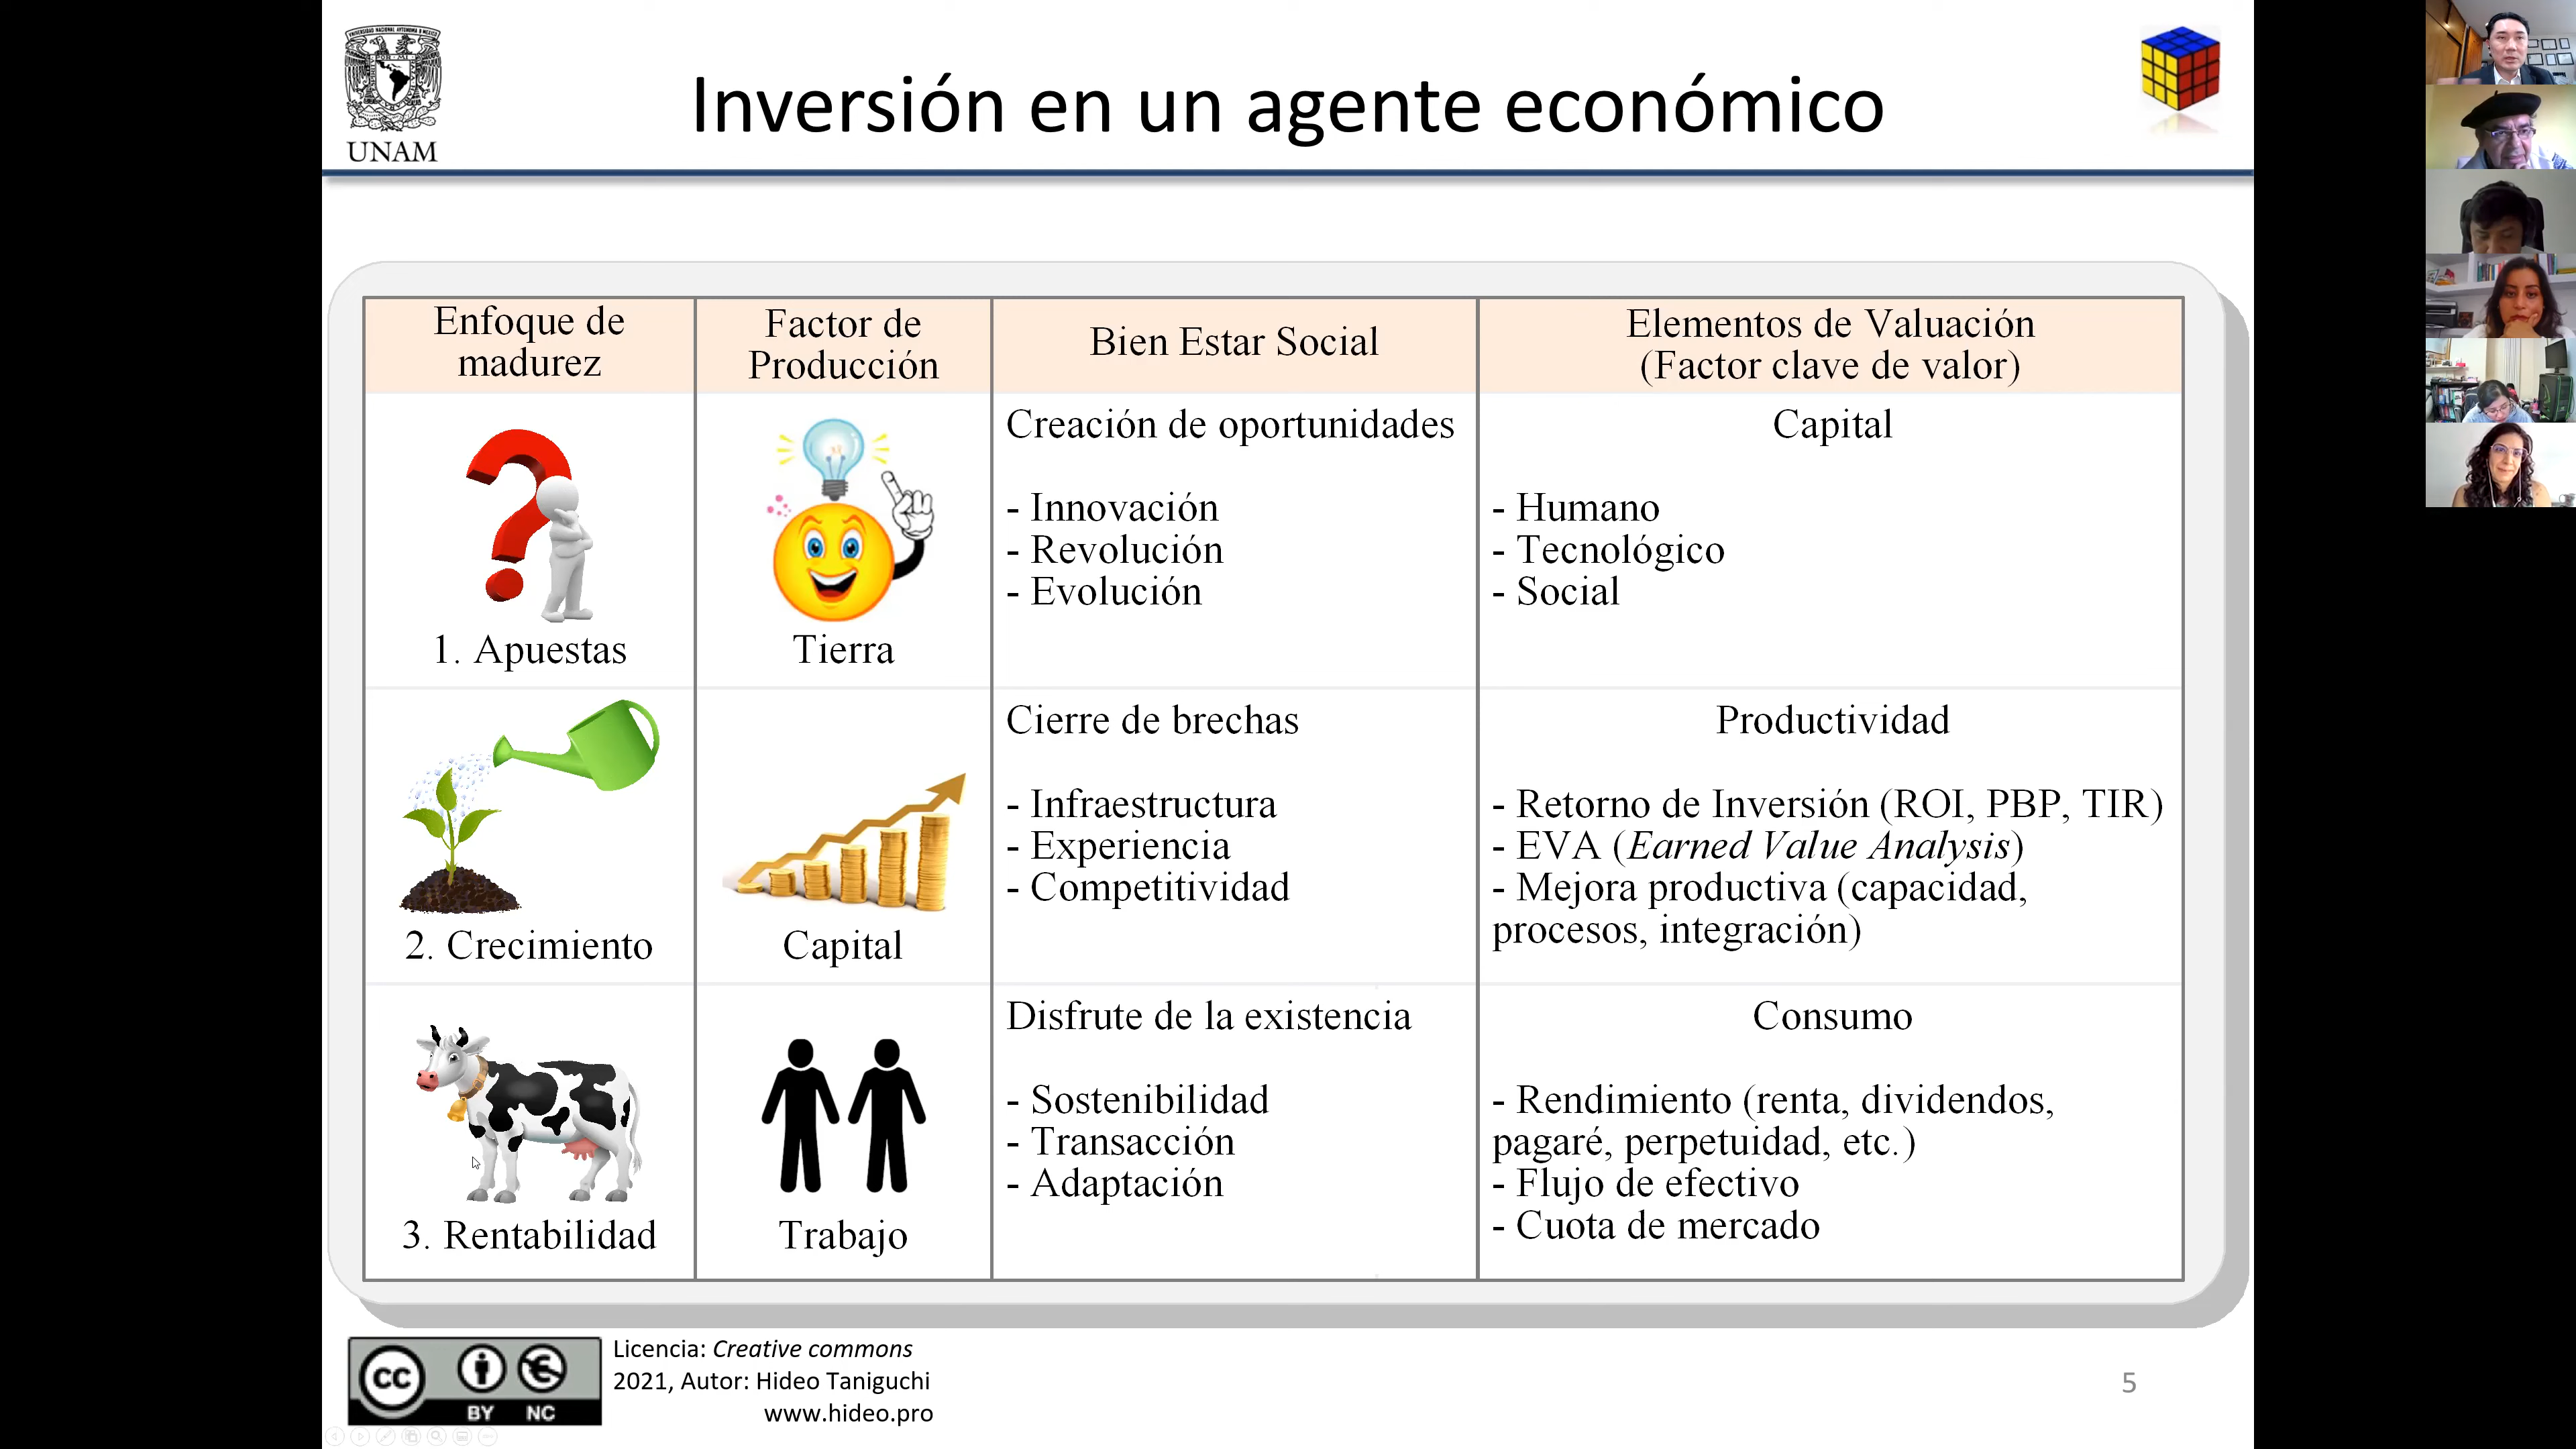 UNAM
Inversión en un agente económico
Enfoque de
madurez
Factor de
Producción
Bien Estar Social
Elementos de Valuación
(Factor clave de valor)
1. Apuestas
Tierra
Creación de oportunidades
- Innovación
- Revolución
- Evolución
Capital
- Humano
- Tecnológico
- Social
2. Crecimiento
Capital
Cierre de brechas
- Infraestructura
- Experiencia
- Competitividad
Productividad
- Retorno de Inversión (ROI, PBP, TIR)
- EVA (Earned Value Analysis)
- Mejora productiva (capacidad,
procesos, integración)
3. Rentabilidad
Trabajo
Disfrute de la existencia
- Sostenibilidad
- Transacción
- Adaptación
Consumo
- Rendimiento (renta, dividendos,
pagaré, perpetuidad, etc.)
- Flujo de efectivo
- Cuota de mercado
cc
BY NC
Licencia: Creative commons
2021, Autor: Hideo Taniguchi
www.hideo.pro
5